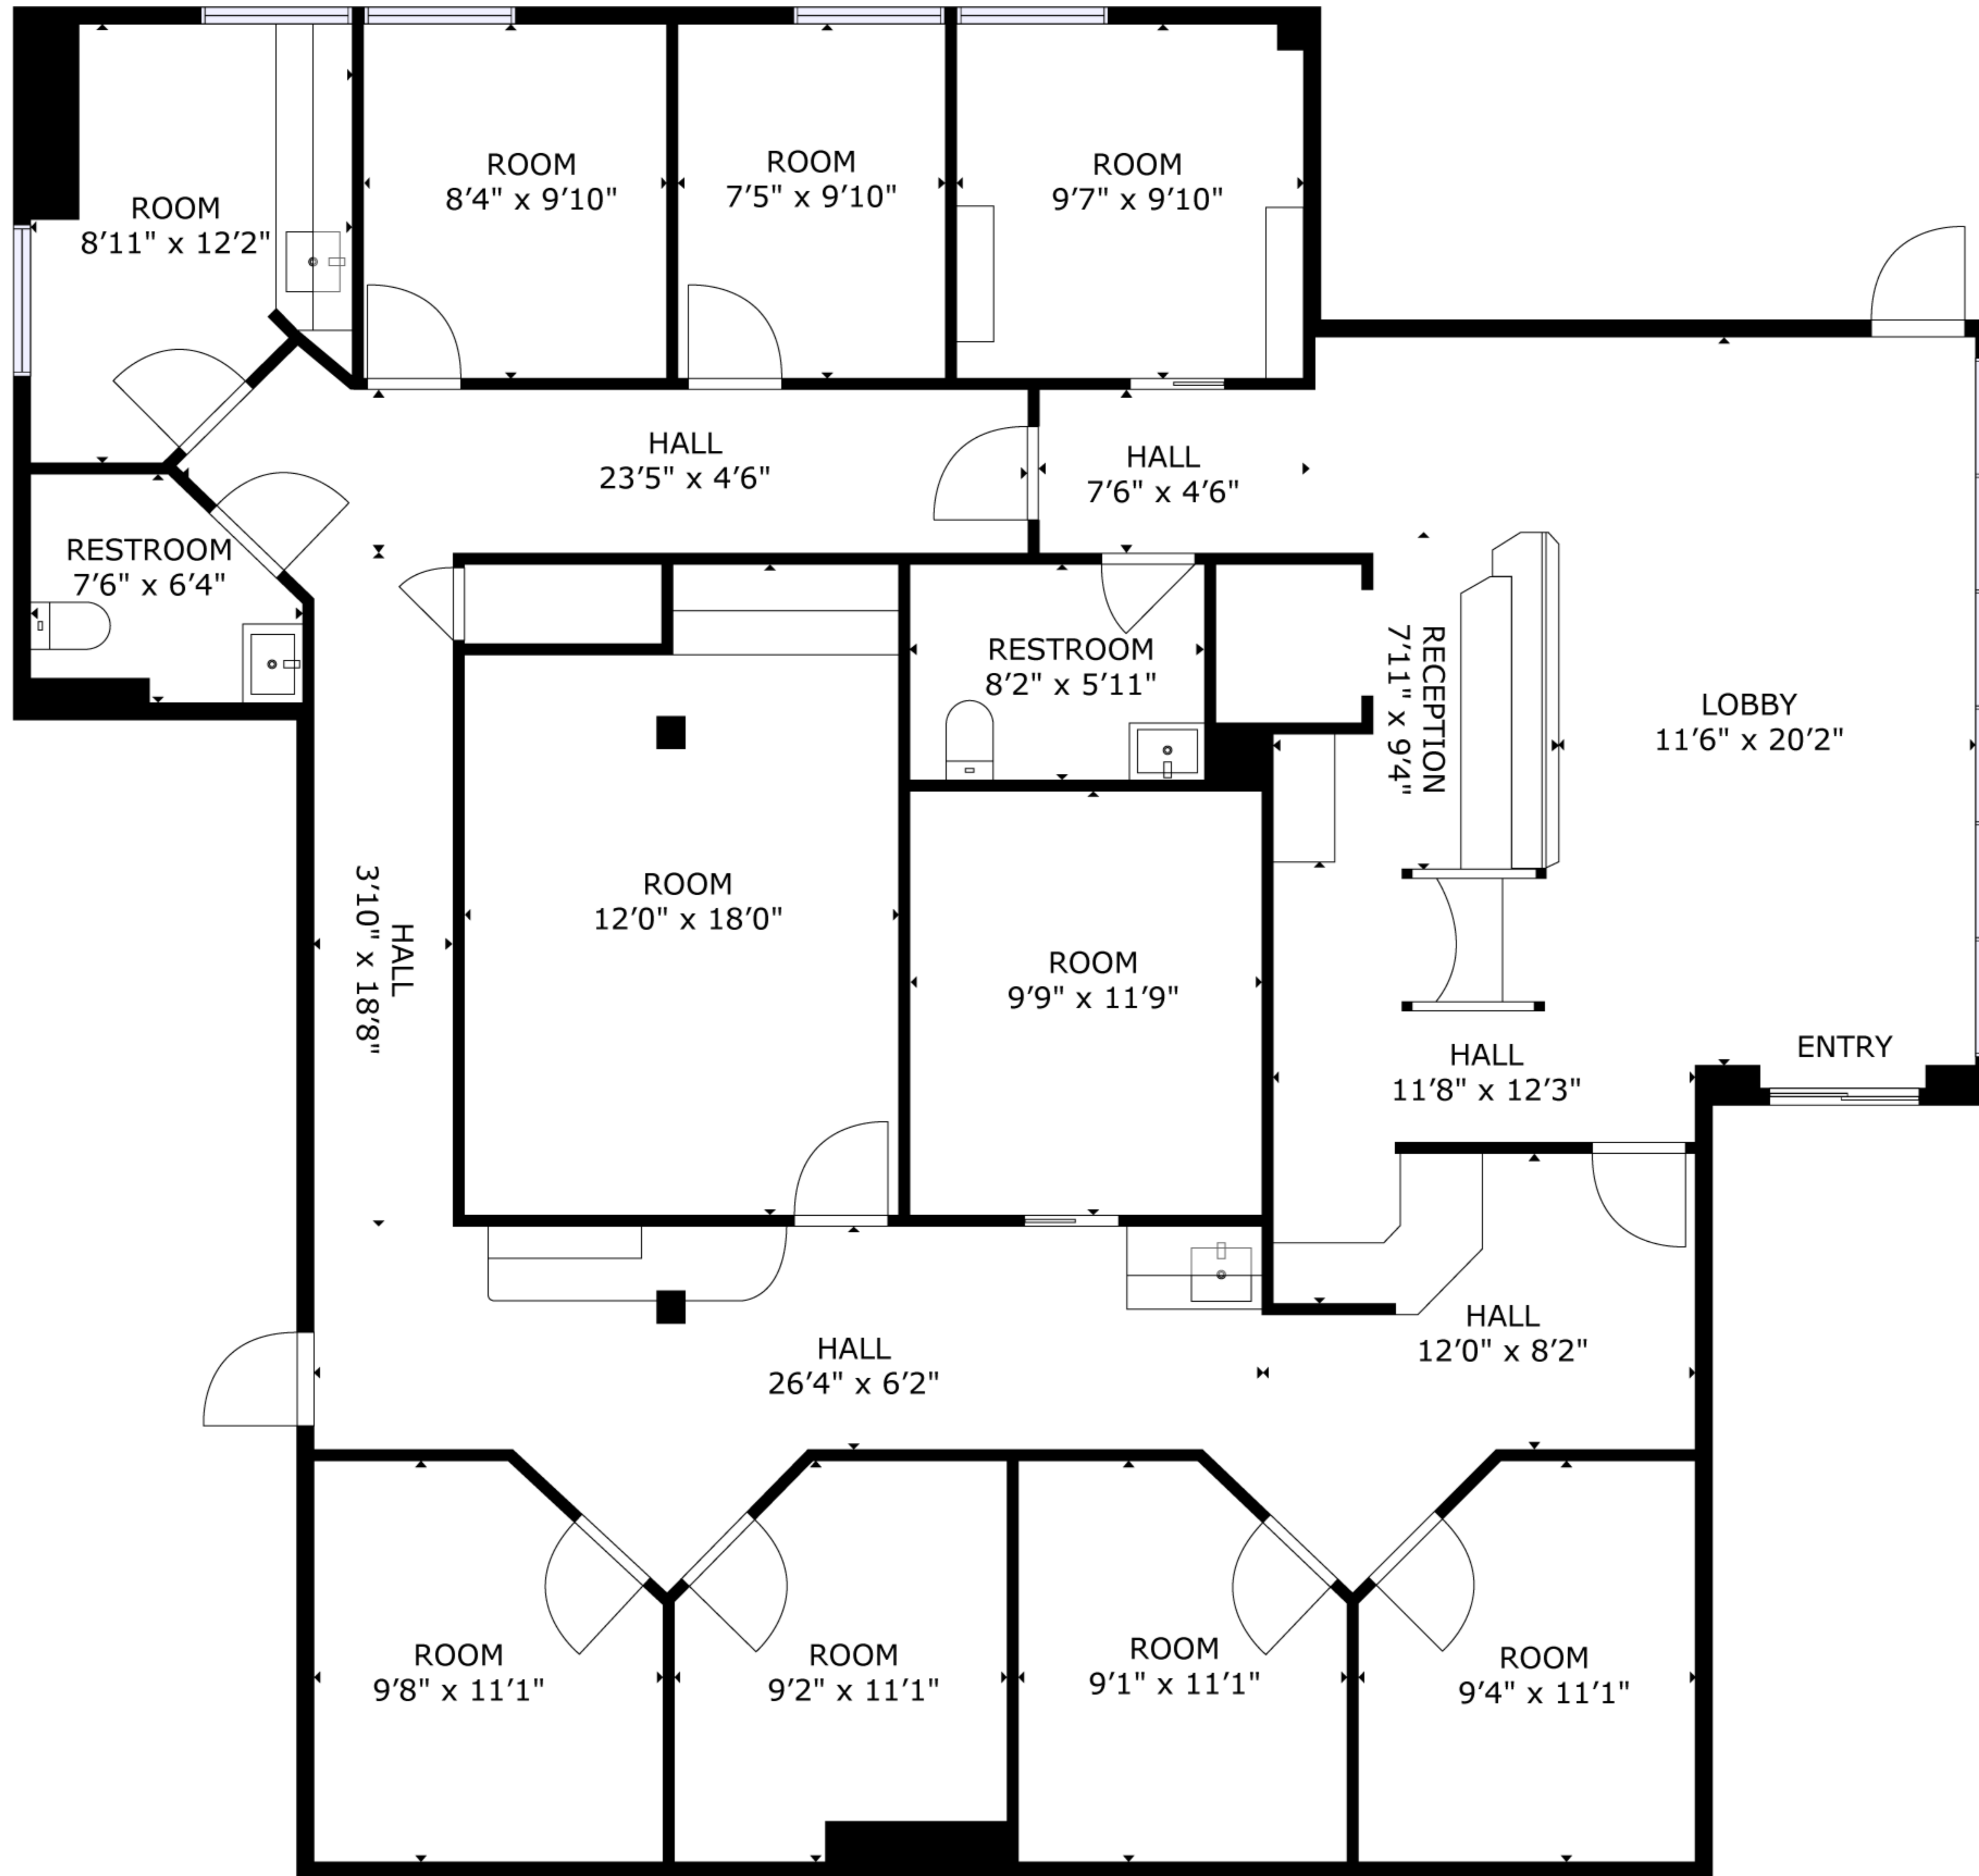 ROOM
8'11" x 12'2"
ROOM
8'4" x 9'10"
ROOM
7'5" x 9'10"
ROOM
9'7" x 9'10"
HALL
23'5" x 4'6"
HALL
7'6" x 4'6"
RESTROOM
7'6" x 6'4"
RESTROOM
8'2" x 5'11"
RECEPTION
7'11" x 9'4"
LOBBY
11'6" x 20'2"
HALL
3'10" x 18'8"
ROOM
12'0" x 18'0"
ROOM
9'9" x 11'9"
ENTRY
HALL
11'8" x 12'3"
HALL
26'4" x 6'2"
HALL
12'0" x 8'2"
ROOM
9'8" x 11'1"
ROOM
9'2" x 11'1"
ROOM
9'1" x 11'1"
ROOM
9'4" x 11'1"